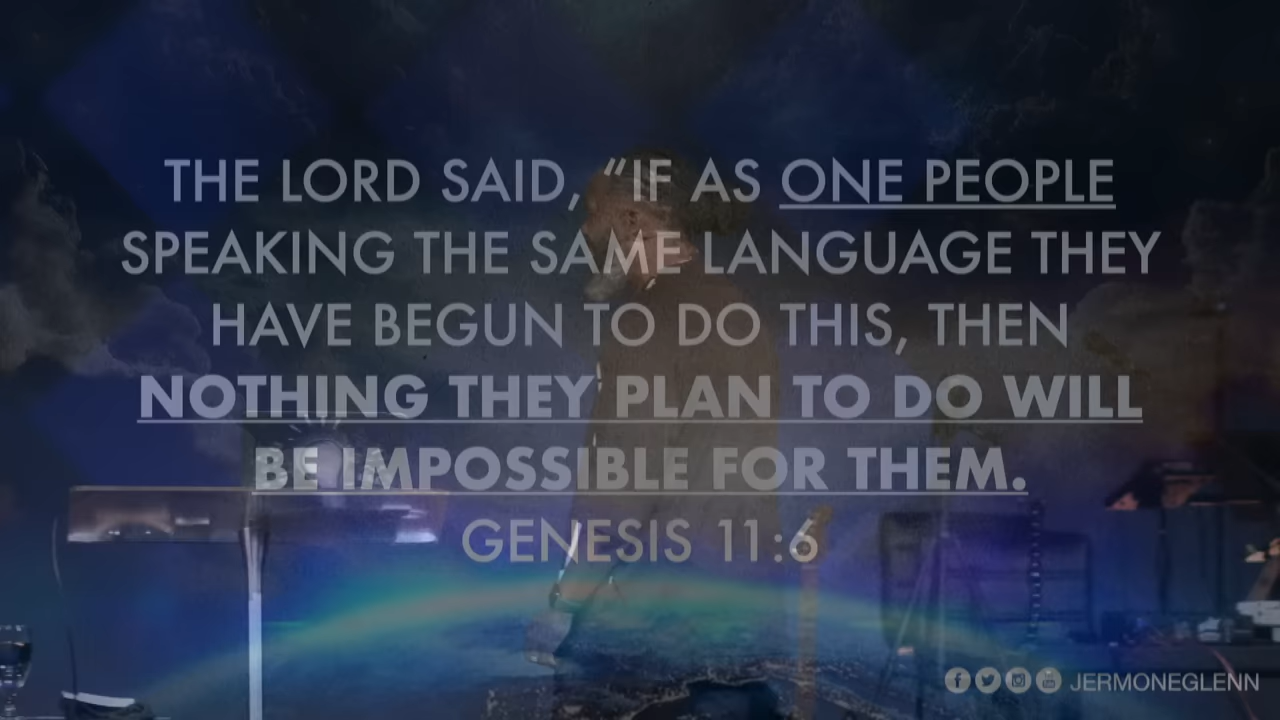 THE LORD SAID, “IF AS ONE PEOPLE
SPEAKING THE SAME LANGUAGE THEY
HAVE BEGUN TO DO THIS, THEN
NOTHING THEY PLAN TO DO WILL
BE IMPOSSIBLE FOR THEM.
GENESIS 11:6
JERMONEGLENN